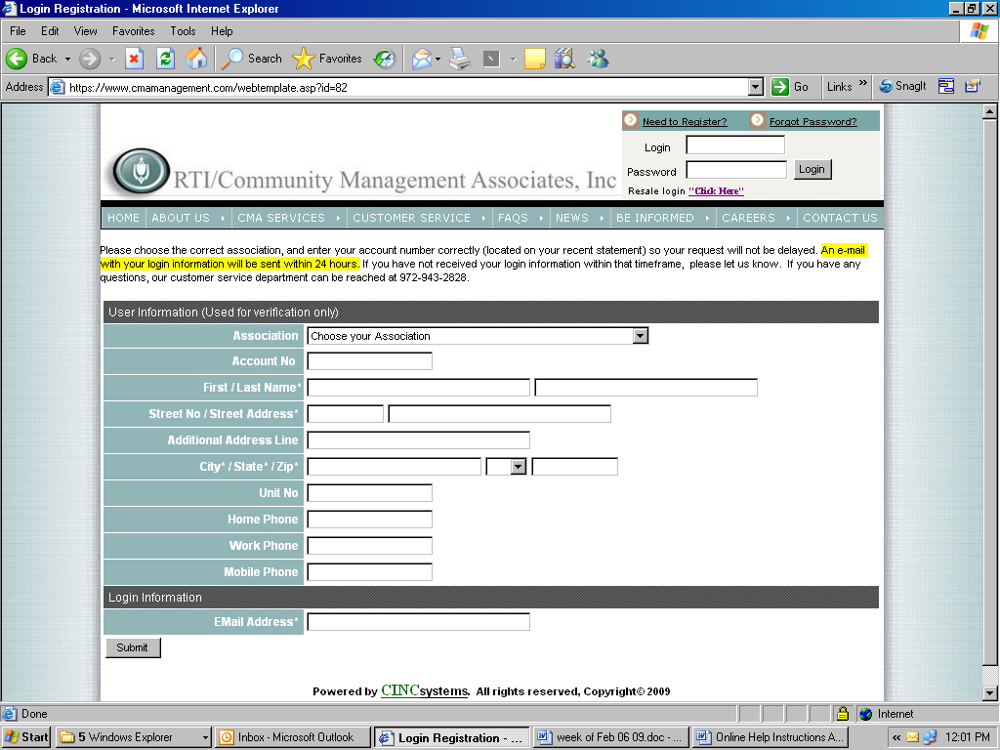 Login Registration - Microsoft Internet Explorer
File Edit View Favorites Tools Help
Back Search Favorites
Address https://www.cmamanagement.com/webtemplate.asp?id=82 Go Links » SnagIt
Need to Register? Forgot Password?
Login
Password Login
Resale login "Click Here"
RTI/Community Management Associates, Inc
HOME ABOUT US CMA SERVICES CUSTOMER SERVICE FAQS NEWS BE INFORMED CAREERS CONTACT US
Please choose the correct association, and enter your account number correctly (located on your recent statement) so your request will not be delayed. An e-mail
with your login information will be sent within 24 hours. If you have not received your login information within that timeframe, please let us know. If you have any
questions, our customer service department can be reached at 972-943-2828.
User Information (Used for verification only)
Association Choose your Association
Account No
First / Last Name*
Street No / Street Address*
Additional Address Line
City* / State* / Zip*
Unit No
Home Phone
Work Phone
Mobile Phone
Login Information
EMail Address*
Submit
Powered by CINCsystems. All rights reserved, Copyright© 2009
Done Internet
Start 5 Windows Explorer Inbox - Microsoft Outlook Login Registration - ... week of Feb 06 09.doc - ... Online Help Instructions A... « 12:01 PM